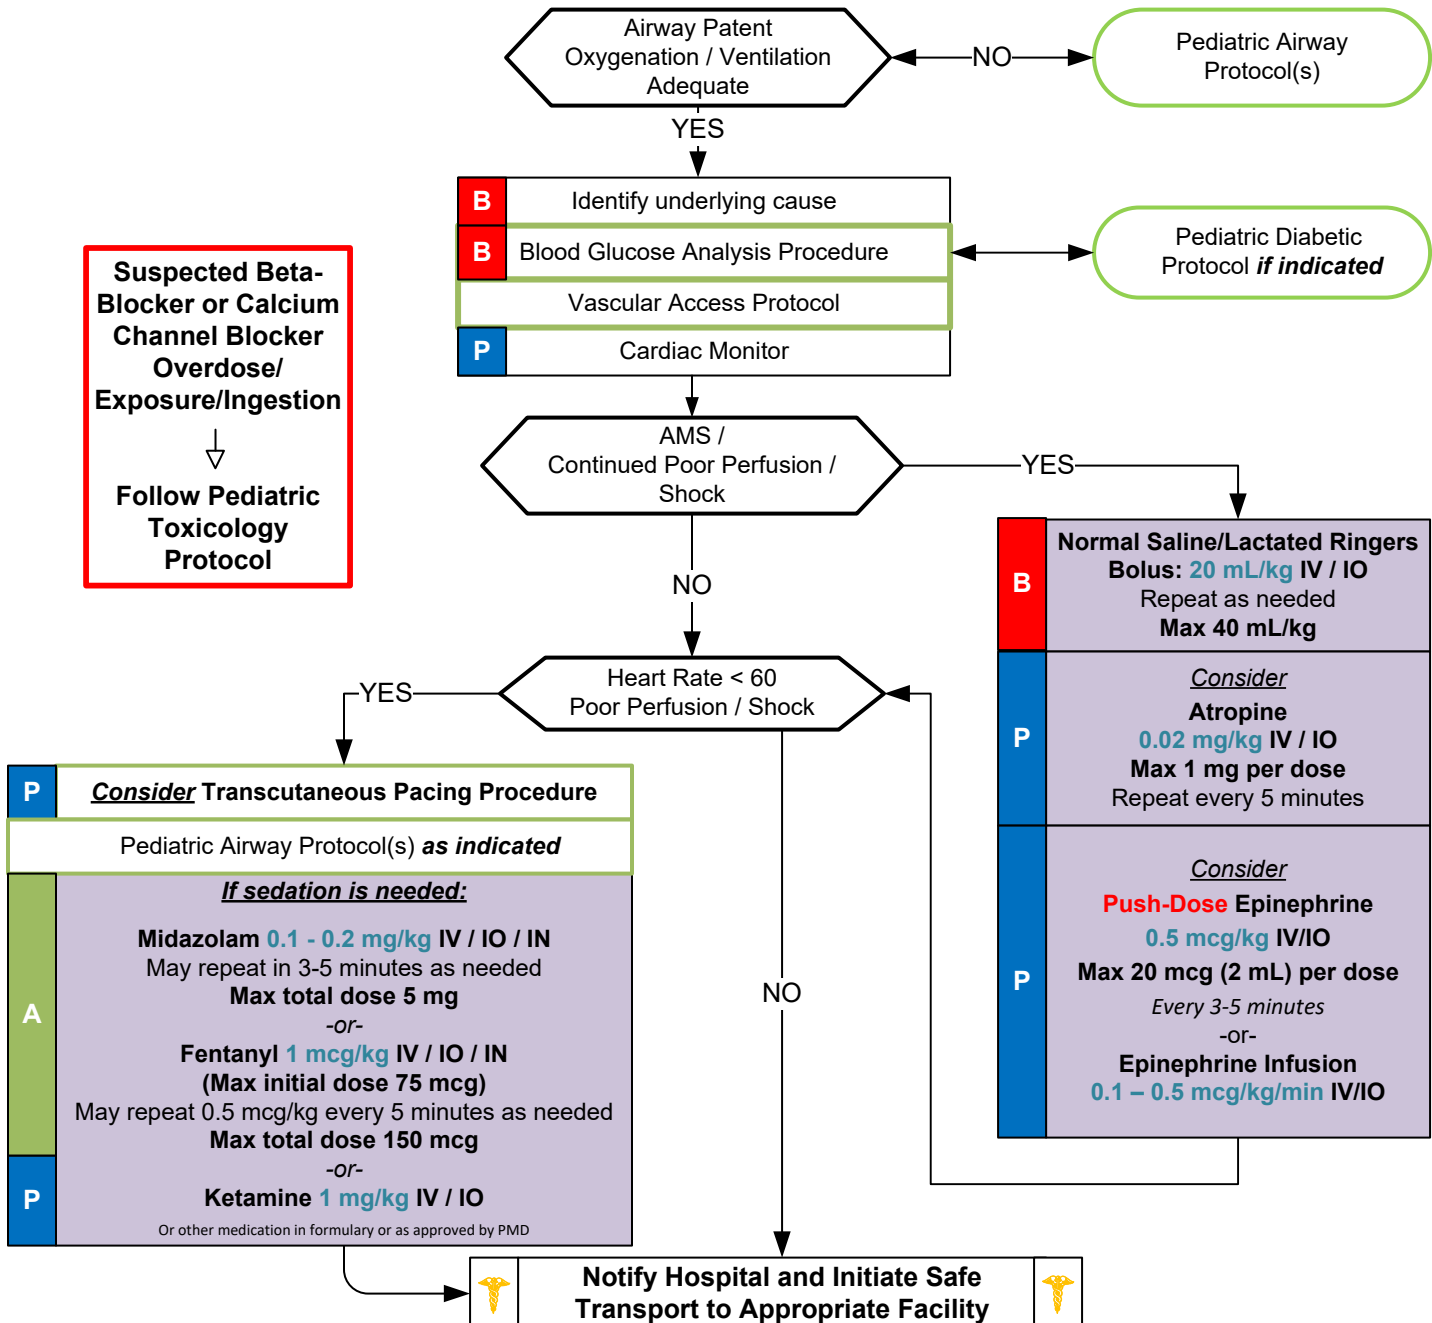 Airway Patent
Oxygenation / Ventilation
Adequate
NO
Pediatric Airway
Protocol(s)
YES
B
Identify underlying cause
B
Blood Glucose Analysis Procedure
Pediatric Diabetic
Protocol if indicated
Vascular Access Protocol
P
Cardiac Monitor
Suspected Beta-
Blocker or Calcium
Channel Blocker
Overdose/
Exposure/Ingestion
Follow Pediatric
Toxicology
Protocol
AMS /
Continued Poor Perfusion /
Shock
YES
NO
B
Normal Saline/Lactated Ringers
Bolus: 20 mL/kg IV / IO
Repeat as needed
Max 40 mL/kg
P
Consider
Atropine
0.02 mg/kg IV / IO
Max 1 mg per dose
Repeat every 5 minutes
P
Consider
Push-Dose Epinephrine
0.5 mcg/kg IV/IO
Max 20 mcg (2 mL) per dose
Every 3-5 minutes
-or-
Epinephrine Infusion
0.1 – 0.5 mcg/kg/min IV/IO
Heart Rate < 60
Poor Perfusion / Shock
YES
NO
P
Consider Transcutaneous Pacing Procedure
Pediatric Airway Protocol(s) as indicated
A
If sedation is needed:
Midazolam 0.1 - 0.2 mg/kg IV / IO / IN
May repeat in 3-5 minutes as needed
Max total dose 5 mg
-or-
Fentanyl 1 mcg/kg IV / IO / IN
(Max initial dose 75 mcg)
May repeat 0.5 mcg/kg every 5 minutes as needed
Max total dose 150 mcg
-or-
P
Ketamine 1 mg/kg IV / IO
Or other medication in formulary or as approved by PMD
Notify Hospital and Initiate Safe
Transport to Appropriate Facility